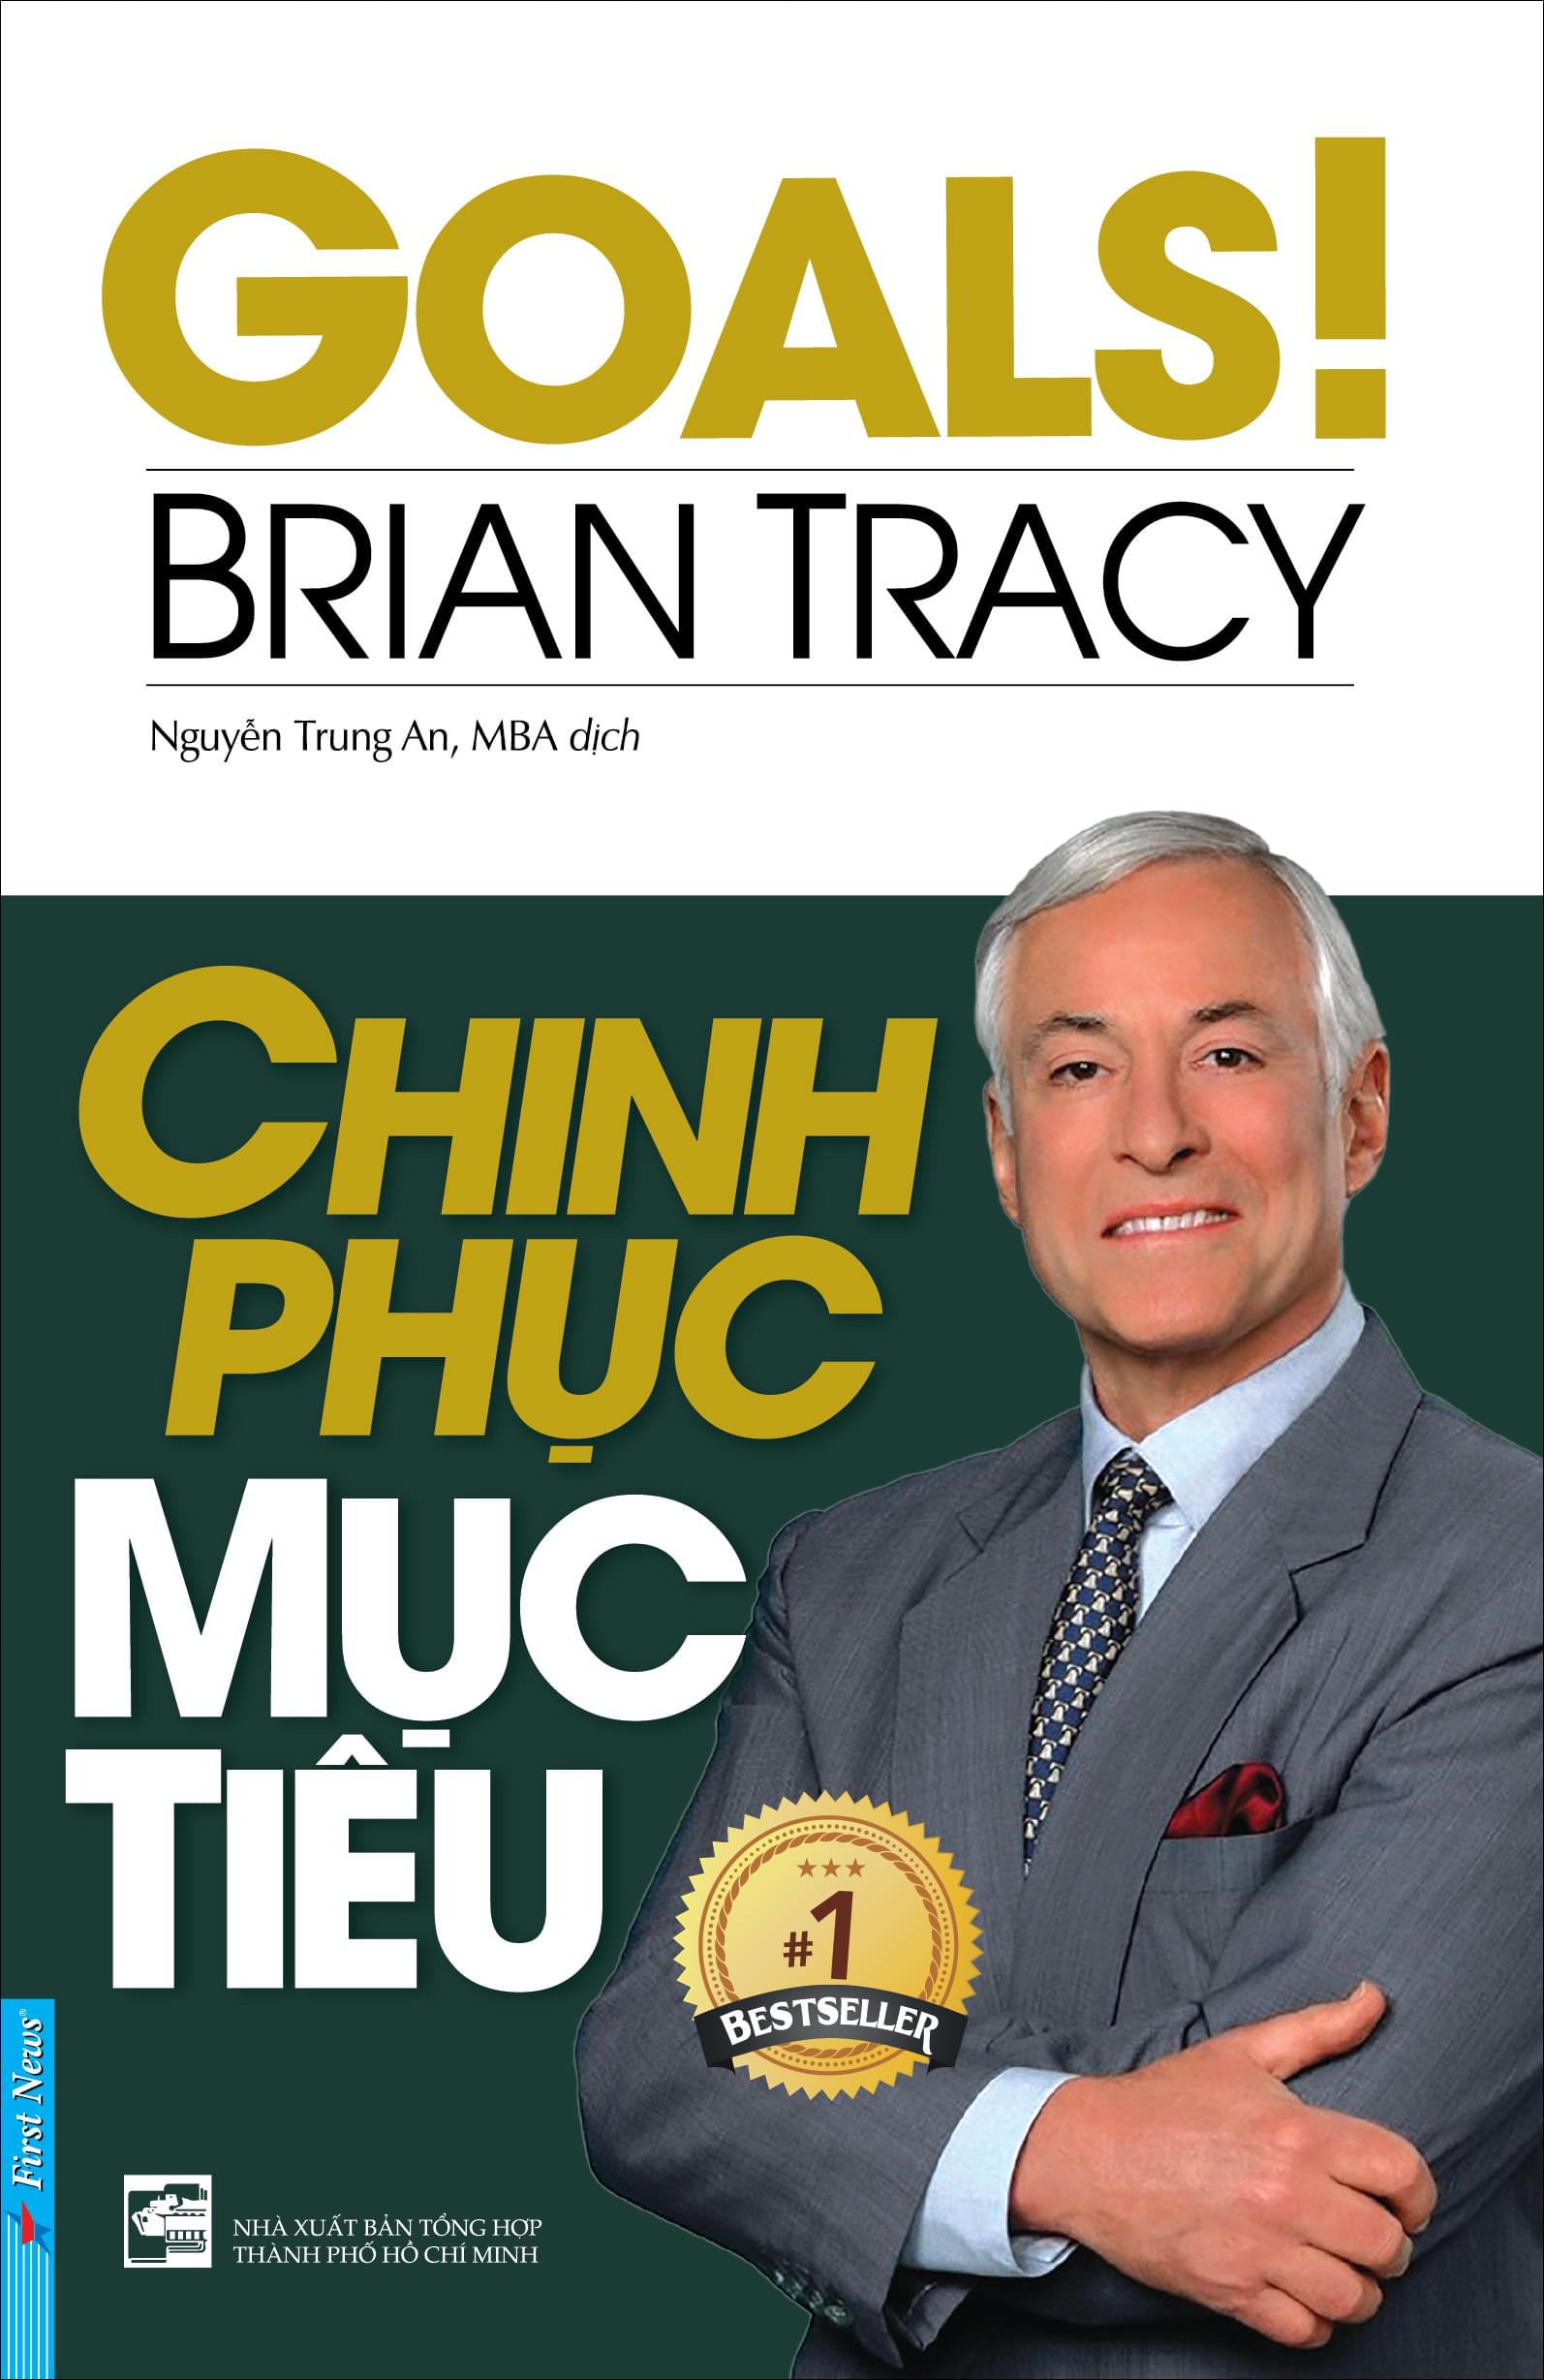 GOALS!
BRIAN TRACY
Nguyễn Trung An, MBA dịch
CHINH
PHỤC
MỤC
TIÊU
#1
BESTSELLER
First News®
NHÀ XUẤT BẢN TỔNG HỢP
THÀNH PHỐ HỒ CHÍ MINH